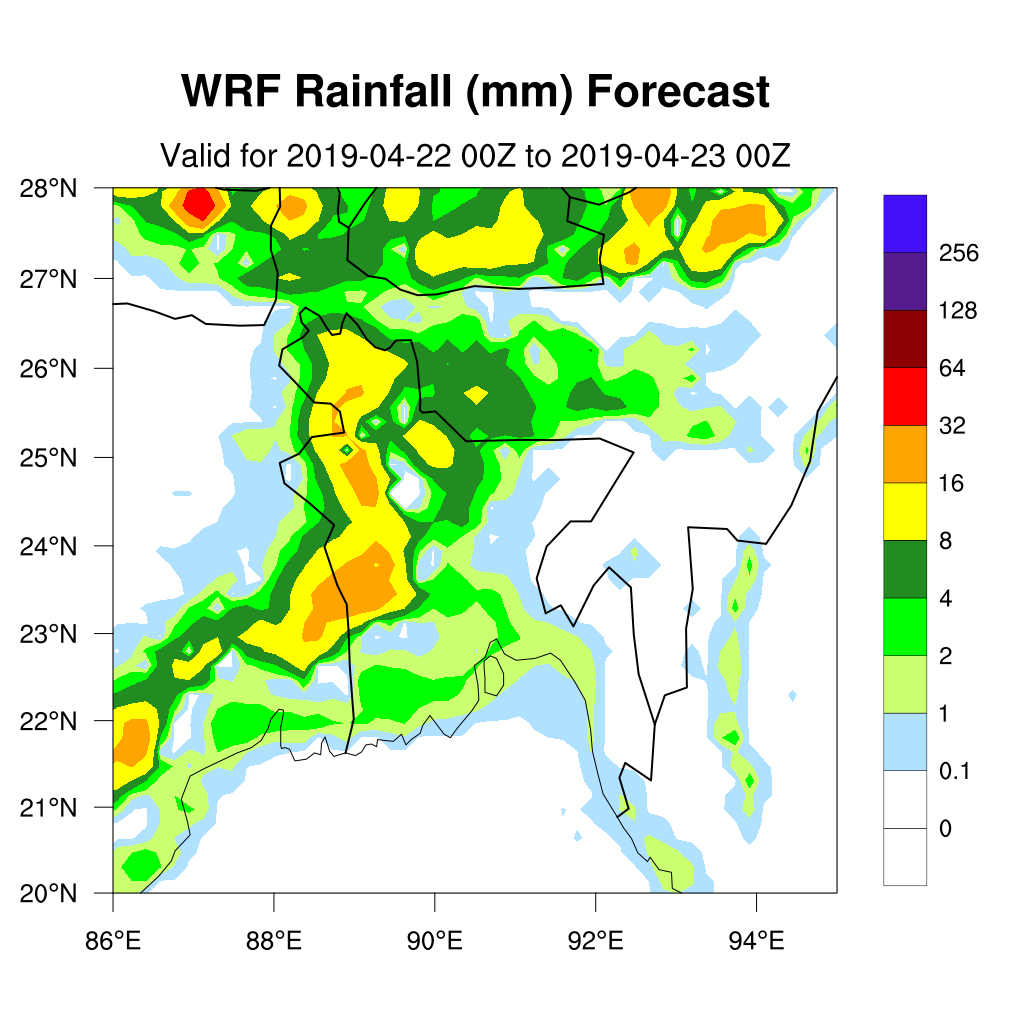 WRF Rainfall (mm) Forecast
Valid for 2019-04-22 00Z to 2019-04-23 00Z
28°N
27°N
26°N
25°N
24°N
23°N
22°N
21°N
20°N
86°E 88°E 90°E 92°E 94°E
256
128
64
32
16
8
4
2
1
0.1
0